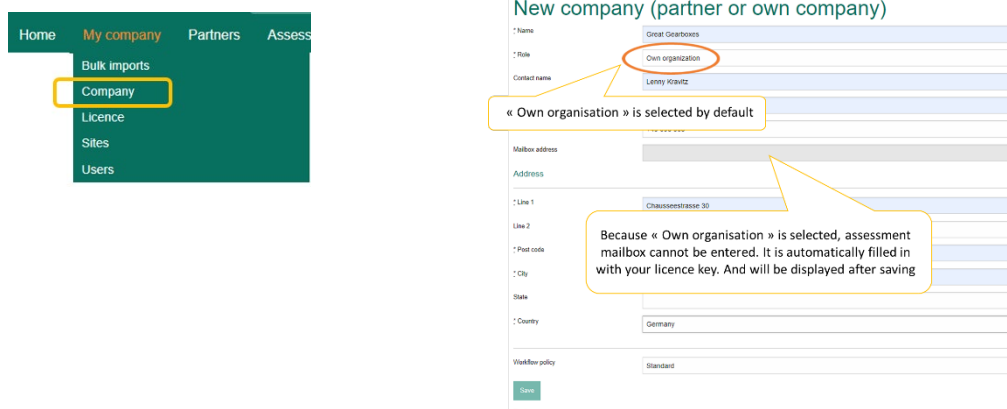 Home My company Partners Assess
Bulk imports
Company
Licence
Sites
Users
New company (partner or own company)
* Name Great Gearboxes
* Role Own organization
Contact name Lenny Kravitz
« Own organisation » is selected by default
Mailbox address
Address
* Line 1 Chausseestrasse 30
Line 2
Because « Own organisation » is selected, assessment
mailbox cannot be entered. It is automatically filled in
with your licence key. And will be displayed after saving
* Post code
* City
State
* Country Germany
Workflow policy Standard
Save